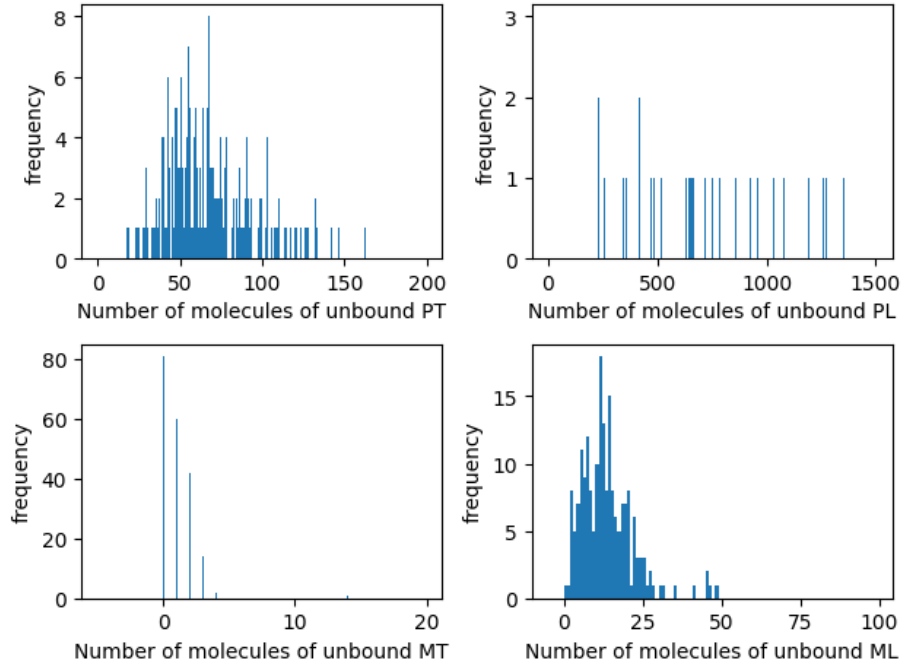 8
6
4
2
0
frequency
0 50 100 150 200
Number of molecules of unbound PT
3
2
1
0
frequency
0 500 1000 1500
Number of molecules of unbound PL
80
60
40
20
0
frequency
0 10 20
Number of molecules of unbound MT
15
10
5
0
frequency
0 25 50 75 100
Number of molecules of unbound ML